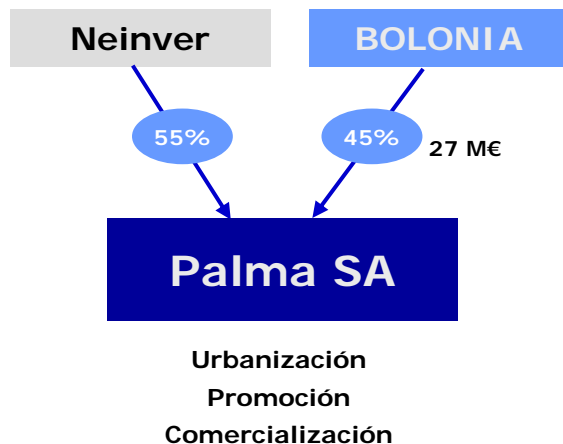 Neinver
BOLONIA
55%
45%
27 M€
Palma SA
Urbanización
Promoción
Comercialización